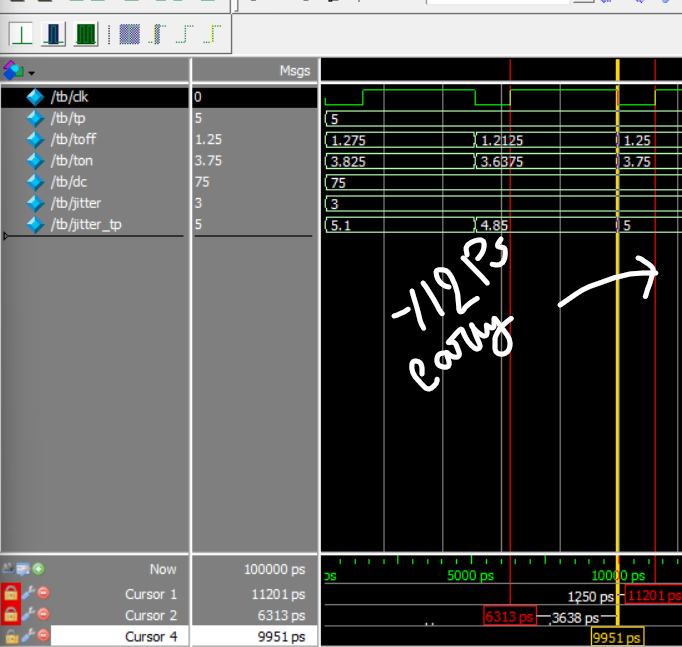 Msgs
/tb/clk 0
/tb/tp 5 5
/tb/toff 1.25 1.275 1.2125 1.25
/tb/ton 3.75 3.825 3.6375 3.75
/tb/dc 75 75
/tb/jitter 3 3
/tb/jitter_tp 5 5.1 4.85 5
-112 Ps
early
Now 100000 ps ps 5000 ps 10000 ps
Cursor 1 11201 ps 1250 ps 11201 ps
Cursor 2 6313 ps 6313 ps 3638 ps
Cursor 4 9951 ps 9951 ps